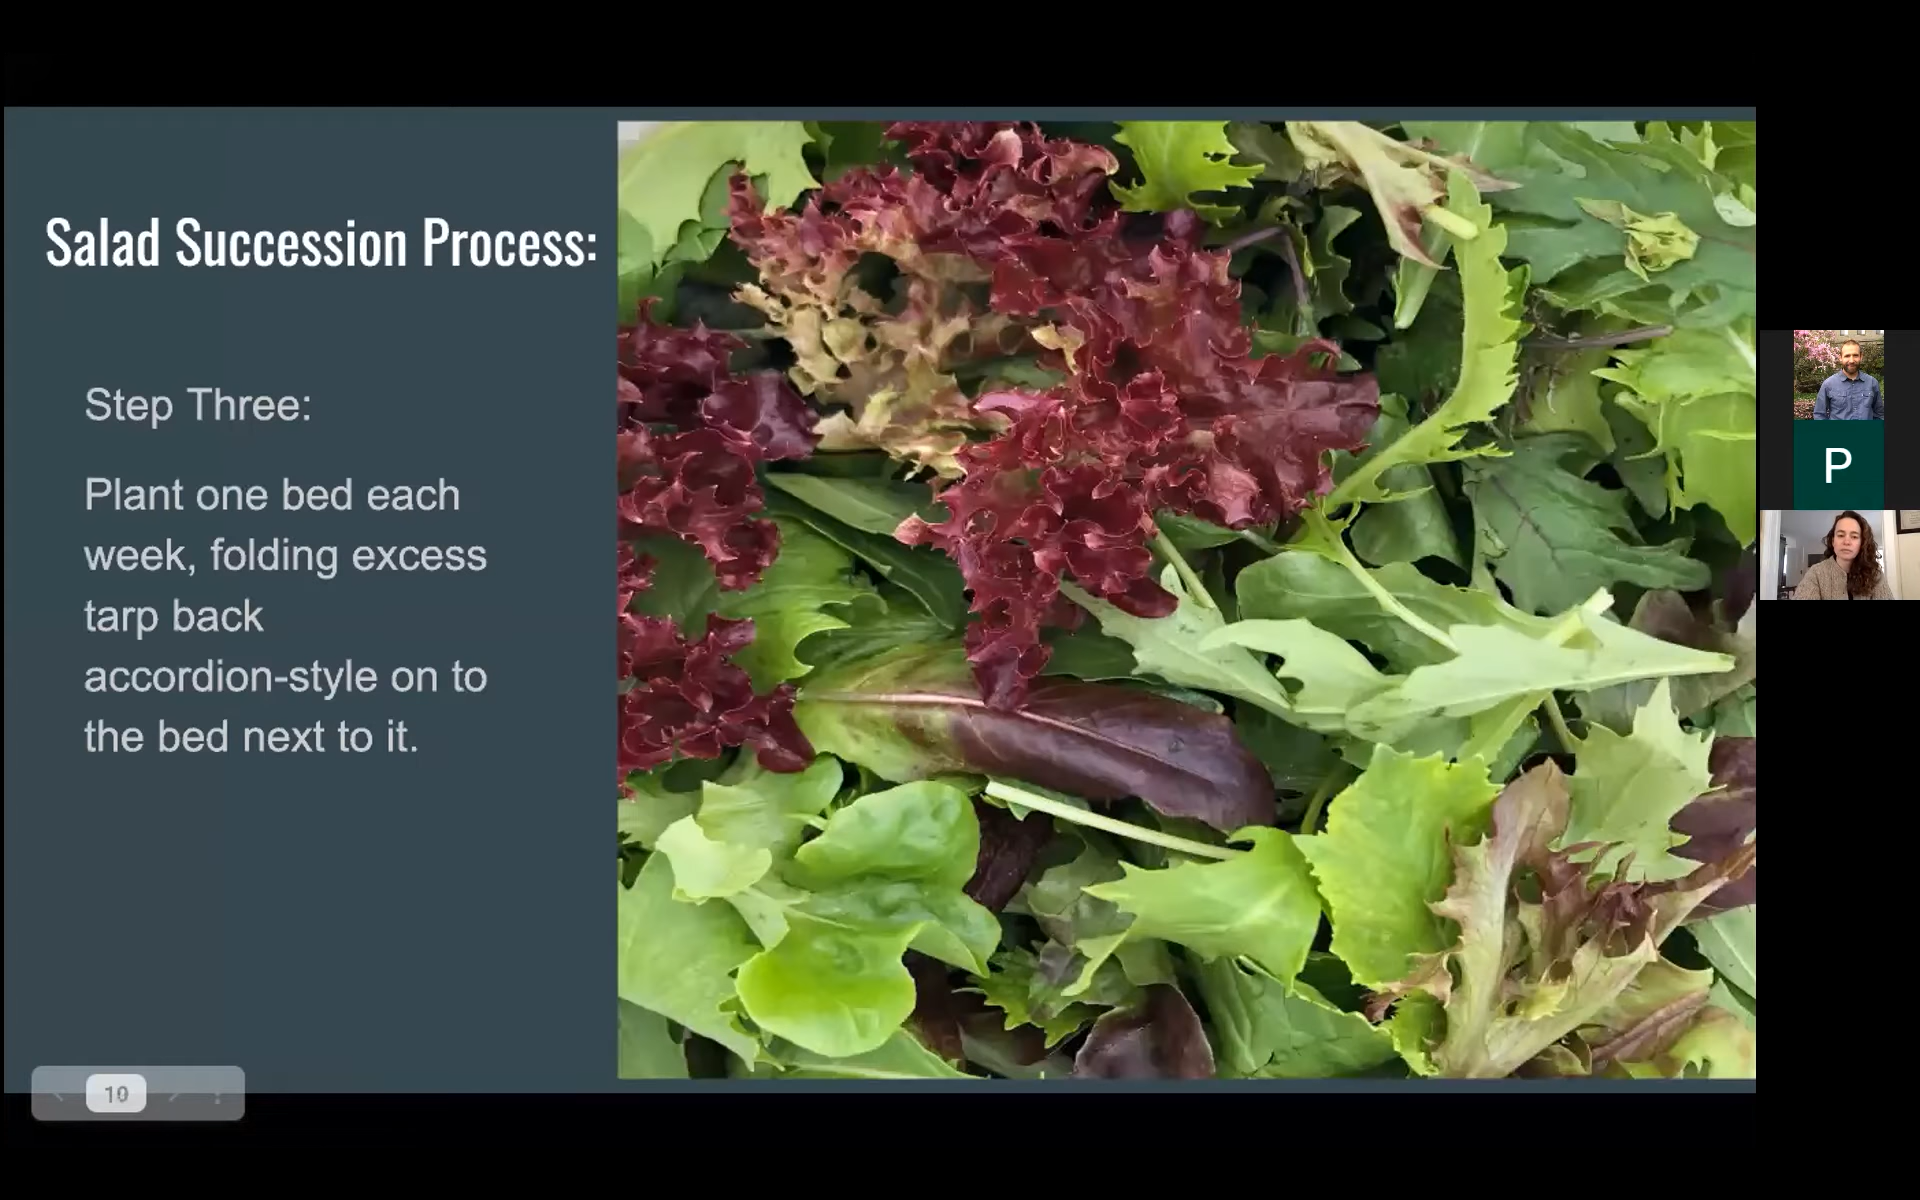 Salad Succession Process:
Step Three:
Plant one bed each
week, folding excess
tarp back
accordion-style on to
the bed next to it.
10
P